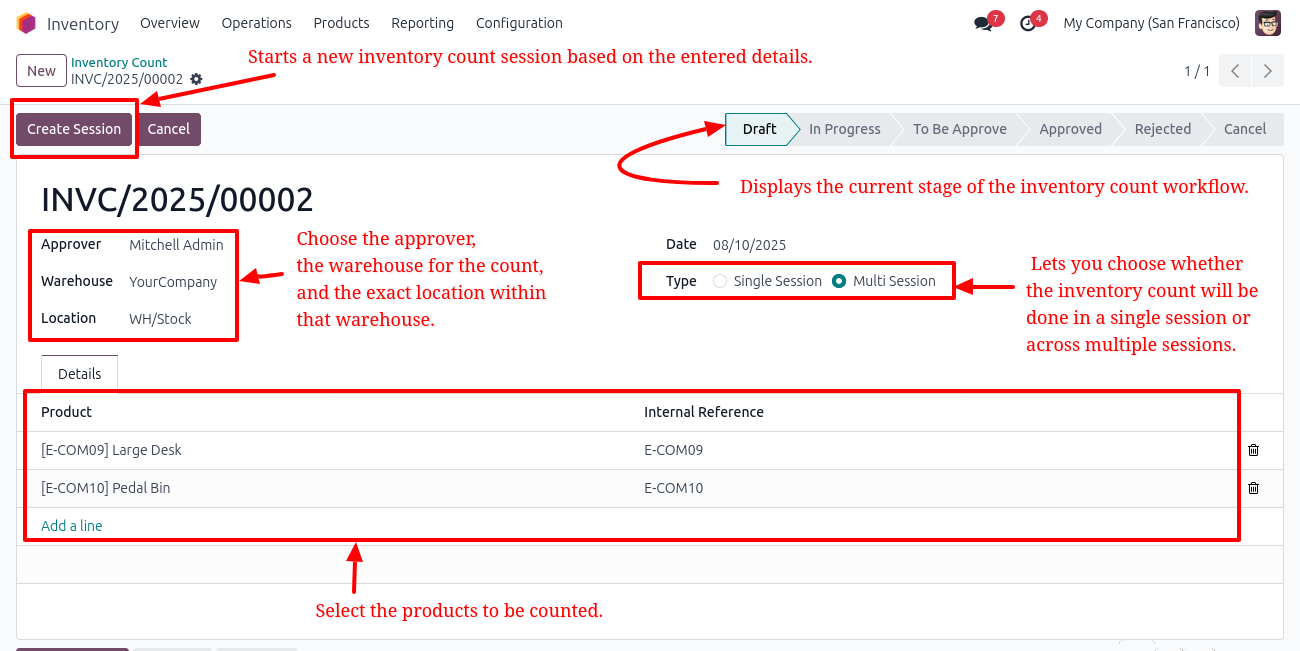 Inventory Overview Operations Products Reporting Configuration 7 4 My Company (San Francisco)
Starts a new inventory count session based on the entered details.
New Inventory Count
INVC/2025/00002 1 / 1
Create Session Cancel Draft In Progress To Be Approve Approved Rejected Cancel
Displays the current stage of the inventory count workflow.
INVC/2025/00002
Approver Mitchell Admin
Warehouse YourCompany
Location WH/Stock
Choose the approver,
the warehouse for the count,
and the exact location within
that warehouse.
Date 08/10/2025
Type Single Session Multi Session
Lets you choose whether
the inventory count will be
done in a single session or
across multiple sessions.
Details
Product Internal Reference
[E-COM09] Large Desk E-COM09
[E-COM10] Pedal Bin E-COM10
Add a line
Select the products to be counted.